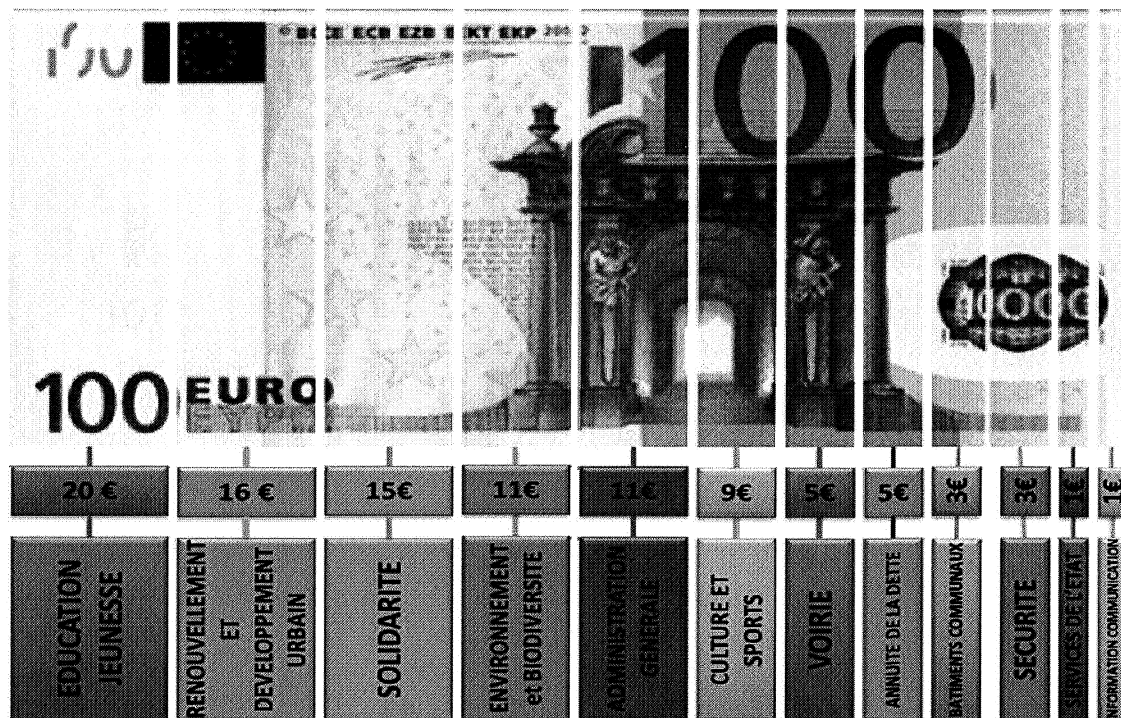 © BCE ECB EZB EKT EKP 2002
100
100 EURO
100
20 €
16 €
15€
11€
11€
9€
5€
5€
3€
3€
1€
1€
EDUCATION
JEUNESSE
RENOUVELLEMENT
ET
DEVELOPPEMENT
URBAIN
SOLIDARITE
ENVIRONNEMENT
et BIODIVERSITE
ADMINISTRATION
GENERALE
CULTURE ET
SPORTS
VOIRIE
ANNUITE DE LA DETTE
BATIMENTS COMMUNAUX
SECURITE
SERVICES DE L'ETAT
INFORMATION COMMUNICATION